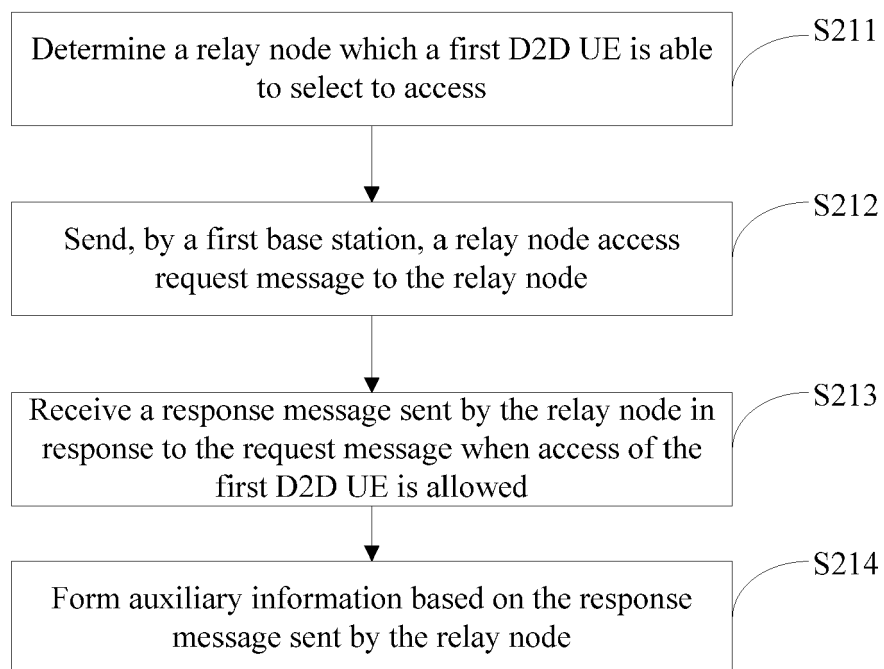 Determine a relay node which a first D2D UE is able
to select to access
S211
Send, by a first base station, a relay node access
request message to the relay node
S212
Receive a response message sent by the relay node in
response to the request message when access of the
first D2D UE is allowed
S213
Form auxiliary information based on the response
message sent by the relay node
S214